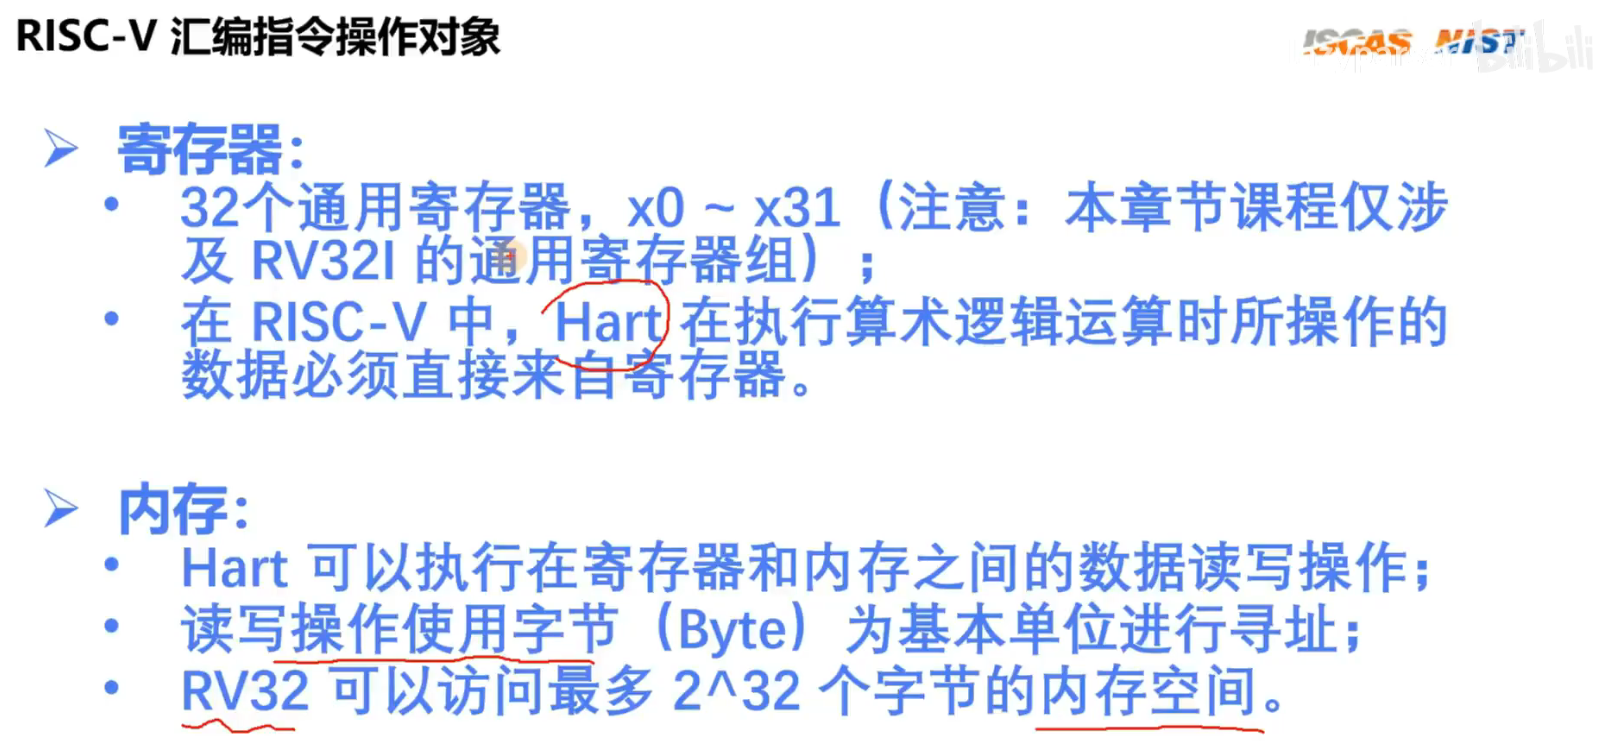 RISC-V 汇编指令操作对象
ISCAS NIST
bilibili
寄存器：
32个通用寄存器，x0 ~ x31（注意：本章节课程仅涉
及 RV32I 的通用寄存器组）；
在 RISC-V 中，Hart 在执行算术逻辑运算时所操作的
数据必须直接来自寄存器。
内存：
Hart 可以执行在寄存器和内存之间的数据读写操作；
读写操作使用字节（Byte）为基本单位进行寻址；
RV32 可以访问最多 2^32 个字节的内存空间。